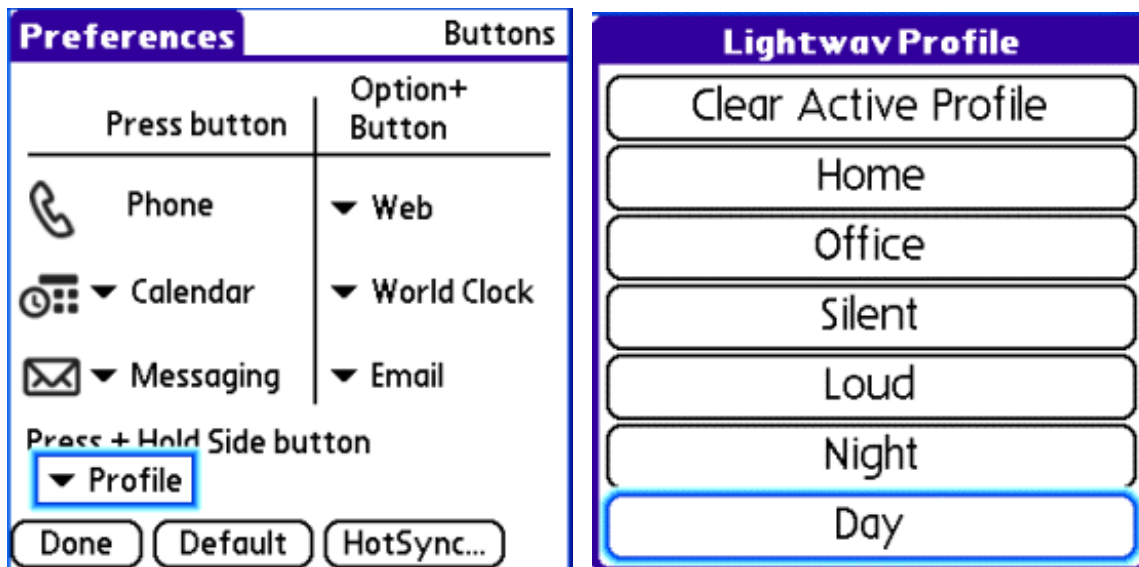 Preferences Buttons
Press button Option+ Button
Phone Web
Calendar World Clock
Messaging Email
Press + Hold Side button
Profile
Done Default HotSync...
Lightwav Profile
Clear Active Profile
Home
Office
Silent
Loud
Night
Day